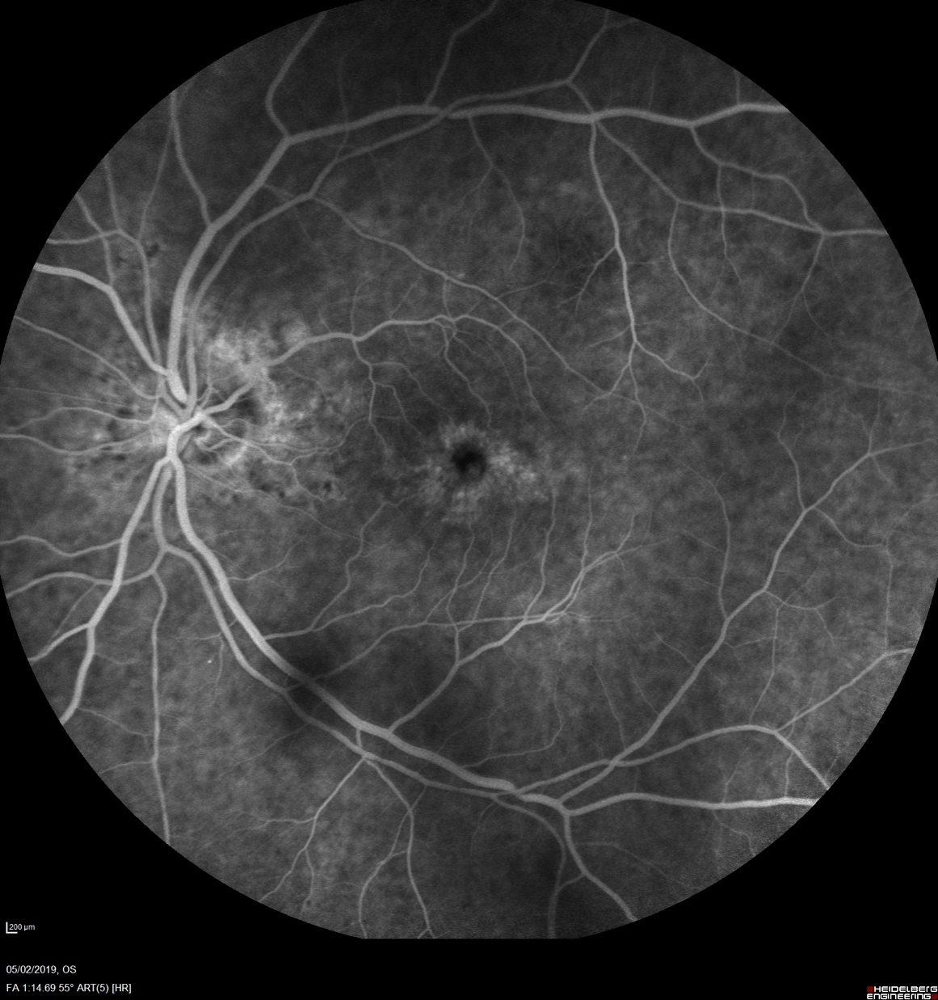 200 µm
05/02/2019, OS
FA 1:14.69 55° ART(5) [HR]
HEIDELBERG
ENGINEERING